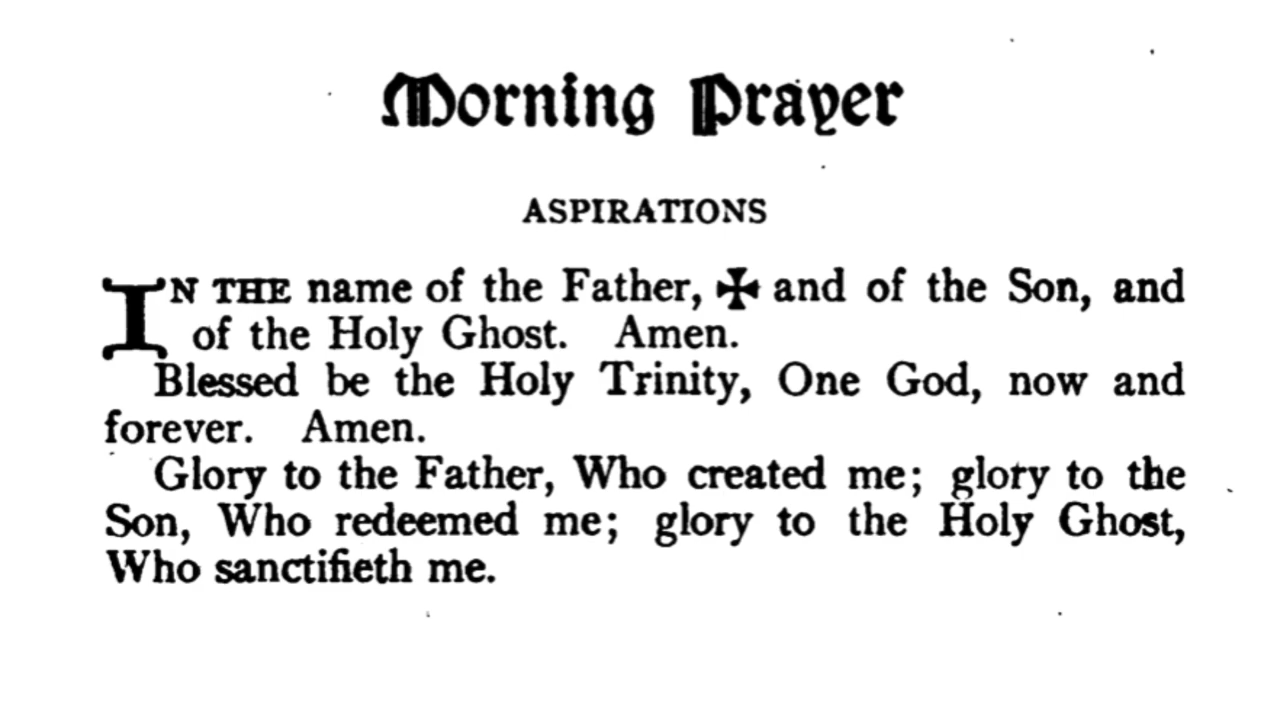 Morning Prayer
ASPIRATIONS
IN THE name of the Father, ✠ and of the Son, and
of the Holy Ghost. Amen.
Blessed be the Holy Trinity, One God, now and
forever. Amen.
Glory to the Father, Who created me; glory to the
Son, Who redeemed me; glory to the Holy Ghost,
Who sanctifieth me.